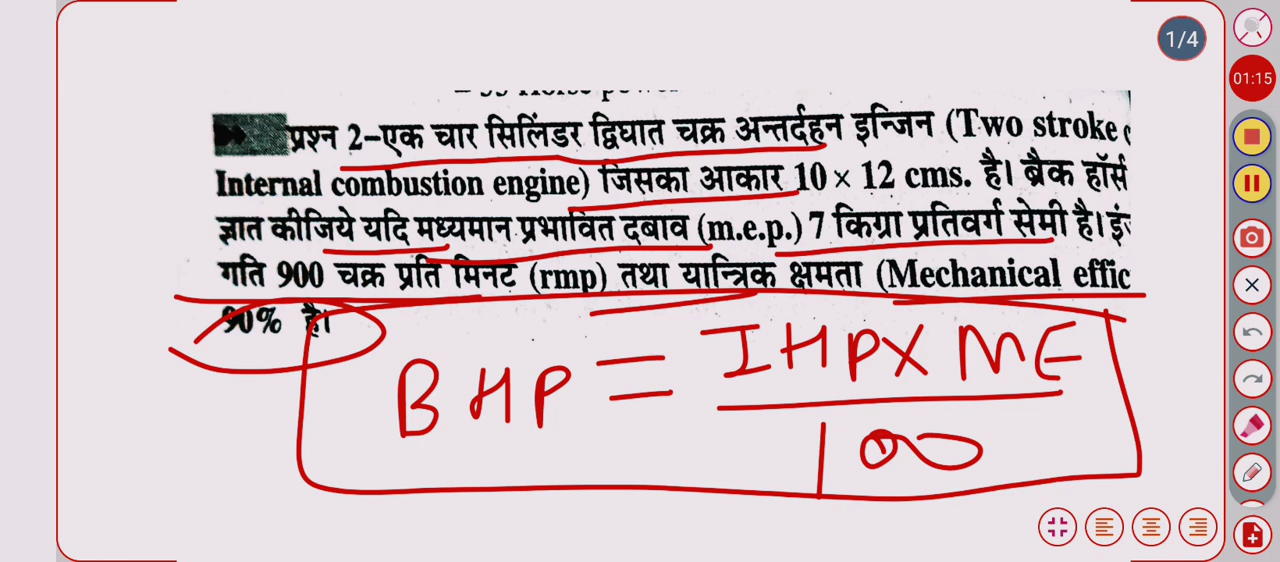 1/4
01:15
प्रश्न 2-एक चार सिलिंडर द्विघात चक्र अन्तर्दहन इन्जिन (Two stroke
Internal combustion engine) जिसका आकार 10 × 12 cms. है। ब्रैक हॉर्स
ज्ञात कीजिये यदि मध्यमान प्रभावित दबाव (m.e.p.) 7 किग्रा प्रतिवर्ग सेमी है।
गति 900 चक्र प्रति मिनट (rmp) तथा यान्त्रिक क्षमता (Mechanical effic
90% है।
BHP = IHP X ME
100